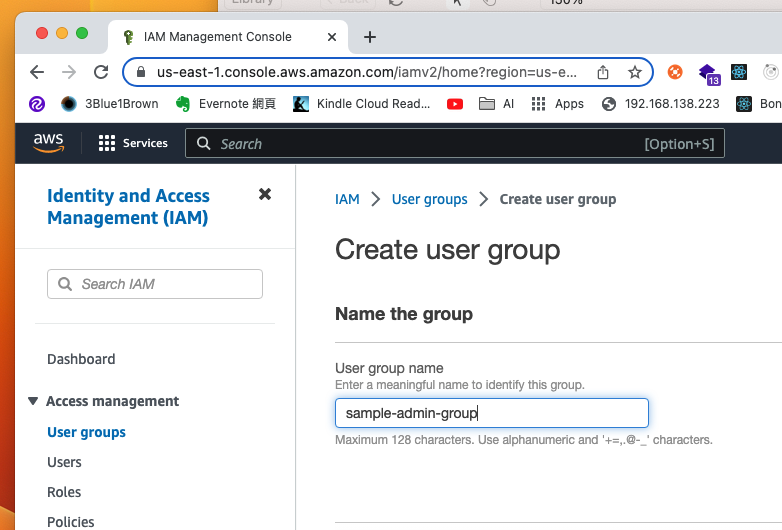 Library
150%
IAM Management Console
us-east-1.console.aws.amazon.com/iamv2/home?region=us-e...
13
3Blue1Brown
Evernote 網頁
Kindle Cloud Read...
AI
Apps
192.168.138.223
Bon
aws
Services
Search
[Option+S]
Identity and Access
Management (IAM)
Search IAM
Dashboard
Access management
User groups
Users
Roles
Policies
IAM
User groups
Create user group
Create user group
Name the group
User group name
Enter a meaningful name to identify this group.
sample-admin-group
Maximum 128 characters. Use alphanumeric and '+=,.@-_' characters.